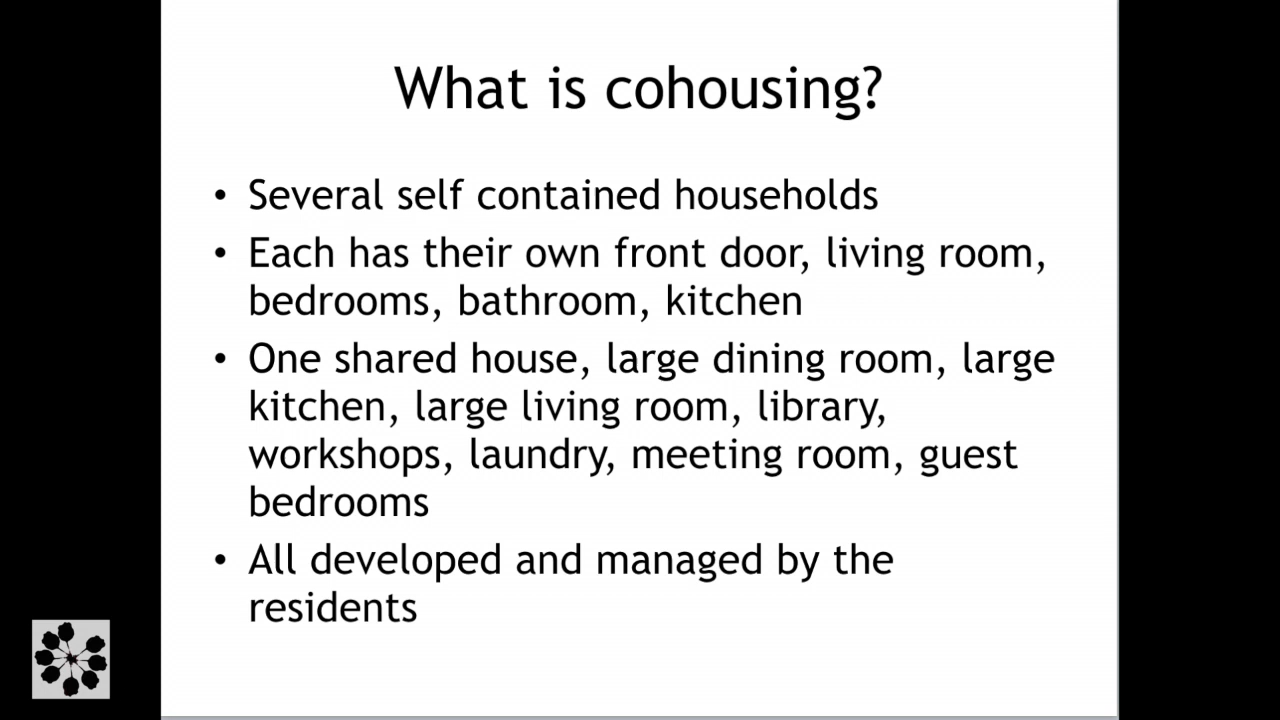 What is cohousing?
• Several self contained households
• Each has their own front door, living room,
bedrooms, bathroom, kitchen
• One shared house, large dining room, large
kitchen, large living room, library,
workshops, laundry, meeting room, guest
bedrooms
• All developed and managed by the
residents